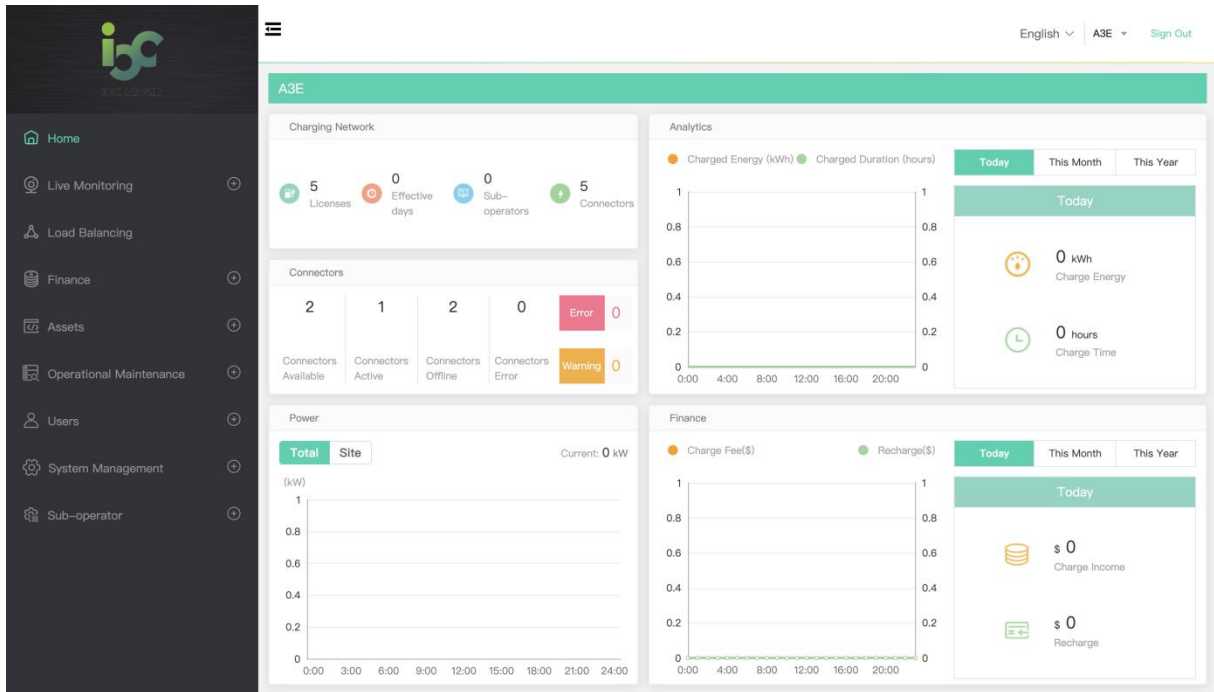 ibc
English
A3E
Sign Out
A3E
Home
Live Monitoring
Load Balancing
Finance
Assets
Operational Maintenance
Users
System Management
Sub-operator
Charging Network
5
Licenses
0
Effective
days
0
Sub-
operators
5
Connectors
Connectors
2
Connectors
Available
1
Connectors
Active
2
Connectors
Offline
0
Connectors
Error
Error 0
Warning 0
Power
Total Site
Current: 0 kW
(kW)
1
0.8
0.6
0.4
0.2
0
0:00 3:00 6:00 9:00 12:00 15:00 18:00 21:00 24:00
Analytics
Charged Energy (kWh) Charged Duration (hours)
1 1
0.8 0.8
0.6 0.6
0.4 0.4
0.2 0.2
0 0
0:00 4:00 8:00 12:00 16:00 20:00
Today This Month This Year
Today
0 kWh
Charge Energy
0 hours
Charge Time
Finance
Charge Fee($) Recharge($)
1 1
0.8 0.8
0.6 0.6
0.4 0.4
0.2 0.2
0 0
0:00 4:00 8:00 12:00 16:00 20:00
Today This Month This Year
Today
$ 0
Charge Income
$ 0
Recharge